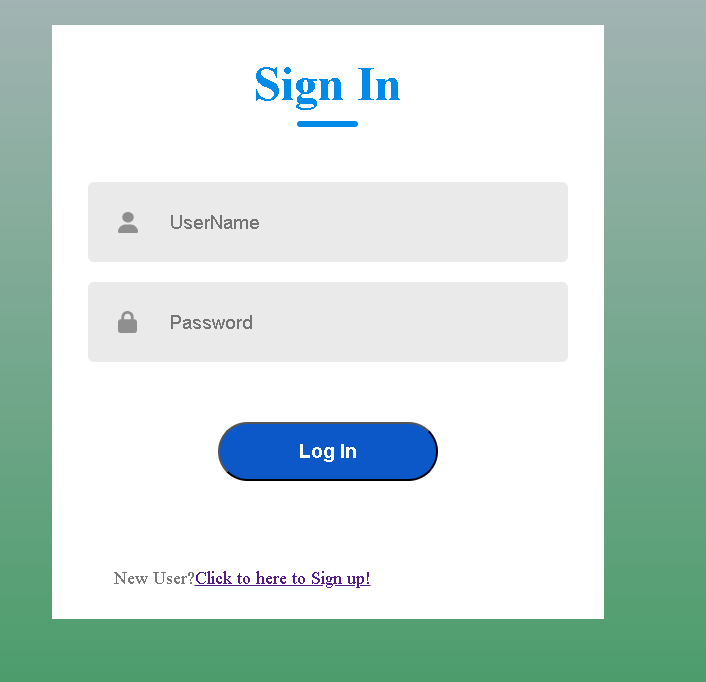 Sign In
UserName
Password
Log In
New User?Click to here to Sign up!